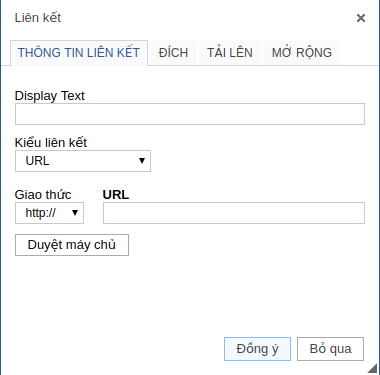 Liên kết
THÔNG TIN LIÊN KẾT ĐÍCH TẢI LÊN MỞ RỘNG
Display Text
Kiểu liên kết
URL
Giao thức URL
http://
Duyệt máy chủ
Đồng ý Bỏ qua